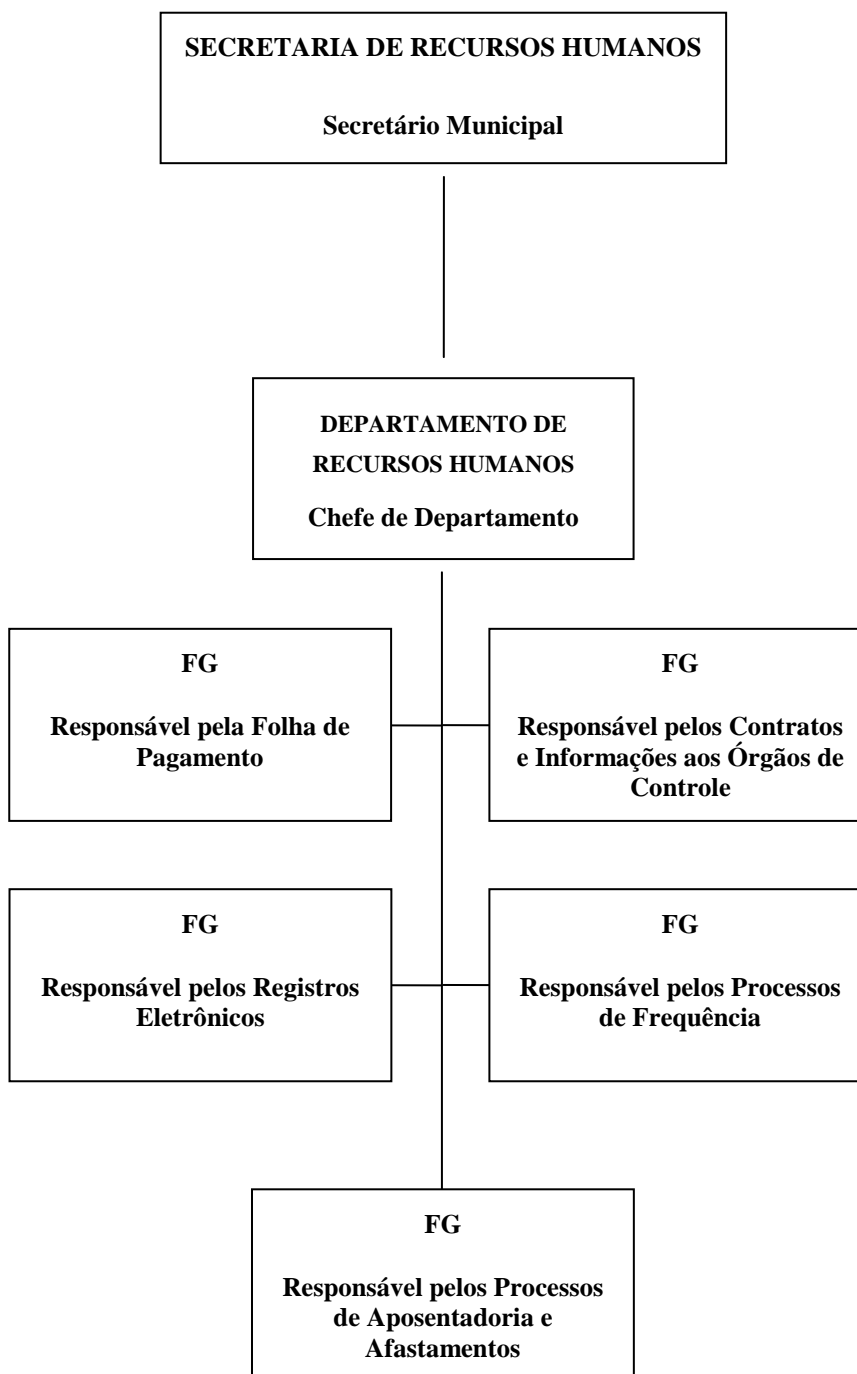 SECRETARIA DE RECURSOS HUMANOS
Secretário Municipal
DEPARTAMENTO DE
RECURSOS HUMANOS
Chefe de Departamento
FG
Responsável pela Folha de
Pagamento
FG
Responsável pelos Contratos
e Informações aos Órgãos de
Controle
FG
Responsável pelos Registros
Eletrônicos
FG
Responsável pelos Processos
de Frequência
FG
Responsável pelos Processos
de Aposentadoria e
Afastamentos